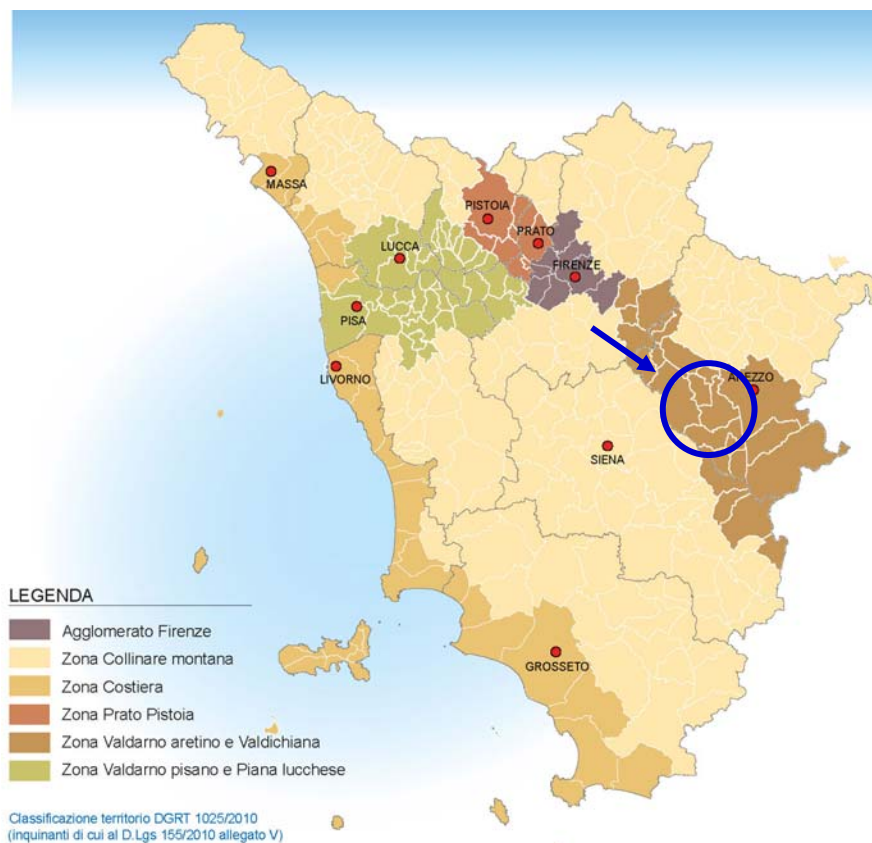 MASSA
PISTOIA
PRATO
LUCCA
FIRENZE
PISA
LIVORNO
AREZZO
SIENA
GROSSETO
LEGENDA
Agglomerato Firenze
Zona Collinare montana
Zona Costiera
Zona Prato Pistoia
Zona Valdarno aretino e Valdichiana
Zona Valdarno pisano e Piana lucchese
Classificazione territorio DGRT 1025/2010
(inquinanti di cui al D.Lgs 155/2010 allegato V)